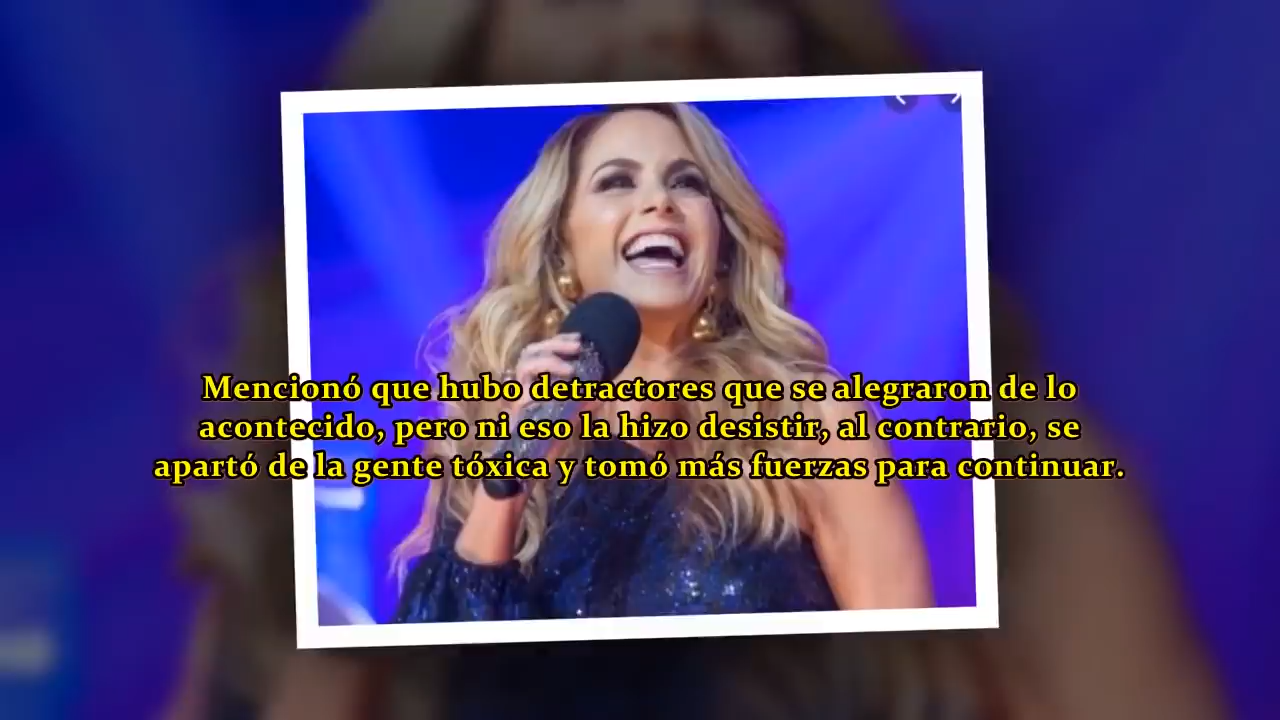 Mencionó que hubo detractores que se alegraron de lo
acontecido, pero ni eso la hizo desistir, al contrario, se
apartó de la gente tóxica y tomó más fuerzas para continuar.